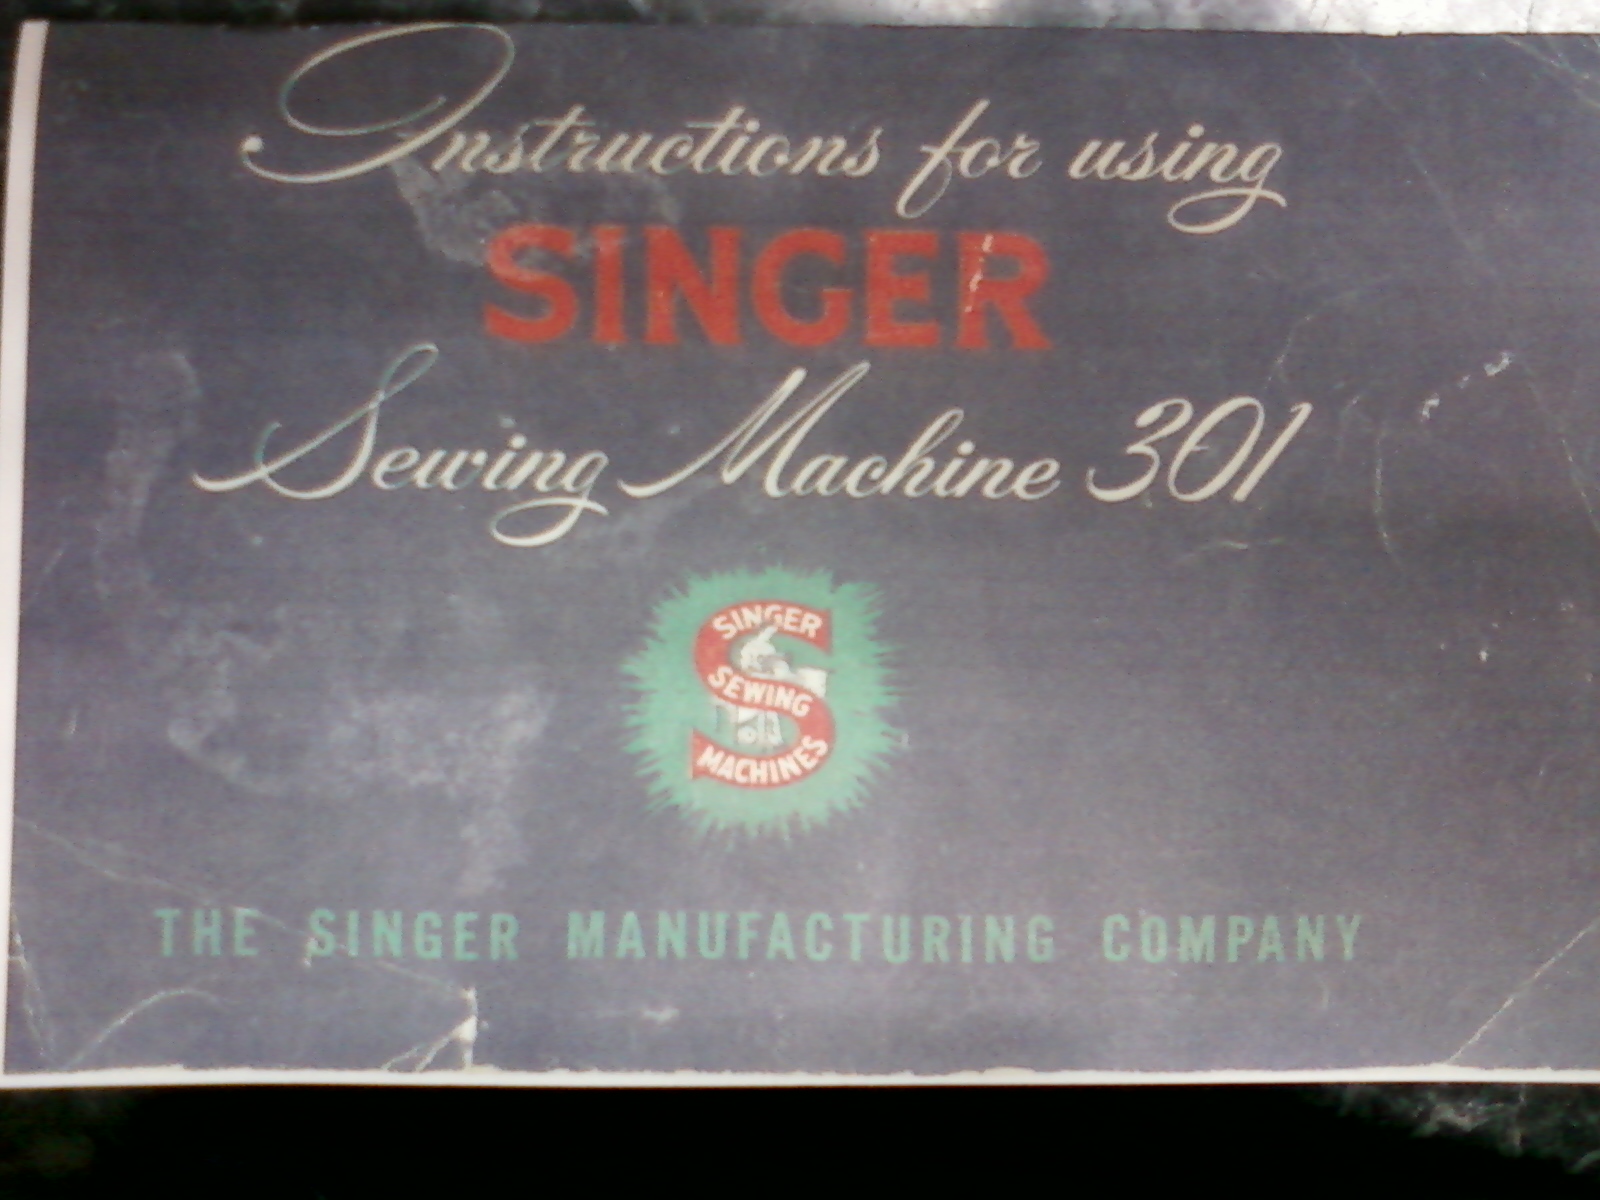 Instructions for using
SINGER
Sewing Machine 301
SINGER
SEWING
MACHINES
THE SINGER MANUFACTURING COMPANY